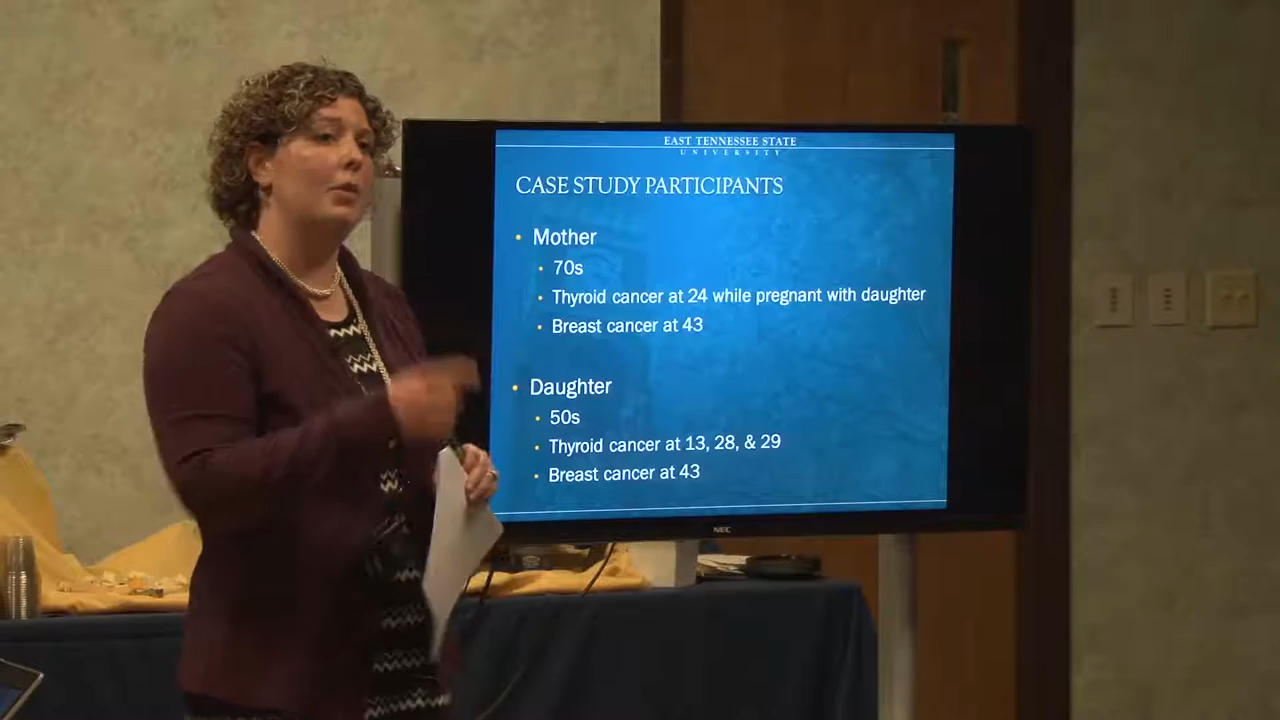 EAST TENNESSEE STATE
UNIVERSITY
CASE STUDY PARTICIPANTS
• Mother
• 70s
• Thyroid cancer at 24 while pregnant with daughter
• Breast cancer at 43
• Daughter
• 50s
• Thyroid cancer at 13, 28, & 29
• Breast cancer at 43
NEC